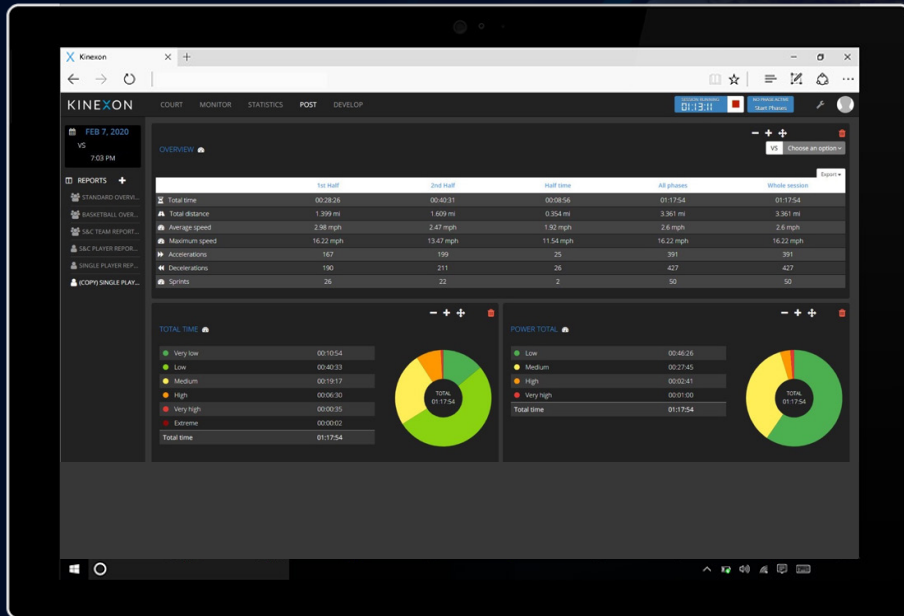 Kinexon
KINEXON
COURT MONITOR STATISTICS POST DEVELOP
SESSION RUNNING
01:13:11
NO PHASE ACTIVE
Start Phases
FEB 7, 2020
VS
7:03 PM
REPORTS
STANDARD OVERVI...
BASKETBALL OVER...
S&C TEAM REPORT...
S&C PLAYER REPOR...
SINGLE PLAYER REP...
(COPY) SINGLE PLAY...
OVERVIEW
VS Choose an option
Export
1st Half 2nd Half Half time All phases Whole session
Total time 00:28:26 00:40:31 00:08:56 01:17:54 01:17:54
Total distance 1.399 mi 1.609 mi 0.354 mi 3.361 mi 3.361 mi
Average speed 2.98 mph 2.47 mph 1.92 mph 2.6 mph 2.6 mph
Maximum speed 16.22 mph 13.47 mph 11.54 mph 16.22 mph 16.22 mph
Accelerations 167 199 25 391 391
Decelerations 190 211 26 427 427
Sprints 26 22 2 50 50
TOTAL TIME
Very low 00:10:54
Low 00:40:33
Medium 00:19:17
High 00:06:30
Very high 00:00:35
Extreme 00:00:02
Total time 01:17:54
TOTAL
01:17:54
POWER TOTAL
Low 00:46:26
Medium 00:27:45
High 00:02:41
Very high 00:01:00
Total time 01:17:54
TOTAL
01:17:54